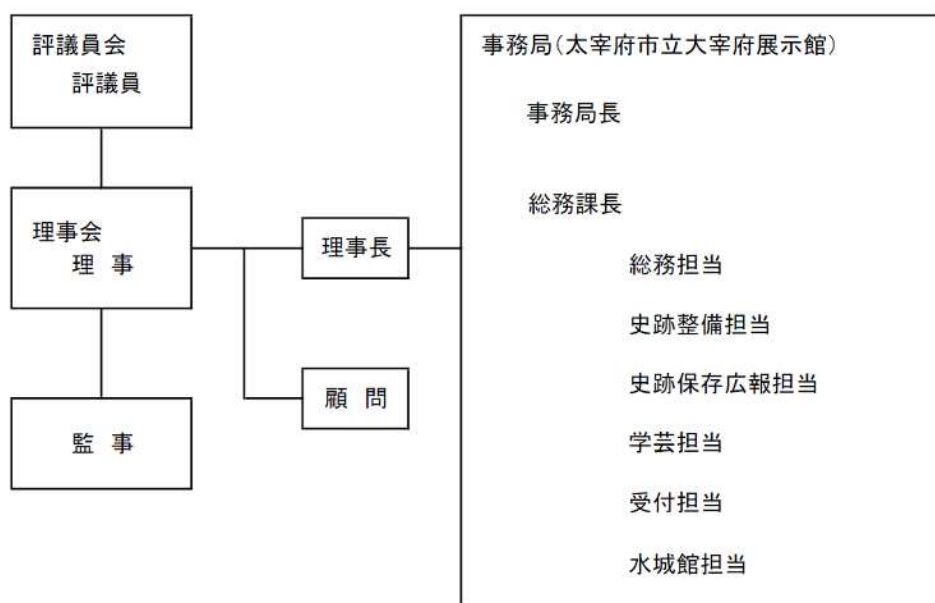 評議員会
評議員
理事会
理 事
監 事
理事長
顧 問
事務局(太宰府市立大宰府展示館)
事務局長
総務課長
総務担当
史跡整備担当
史跡保存広報担当
学芸担当
受付担当
水城館担当